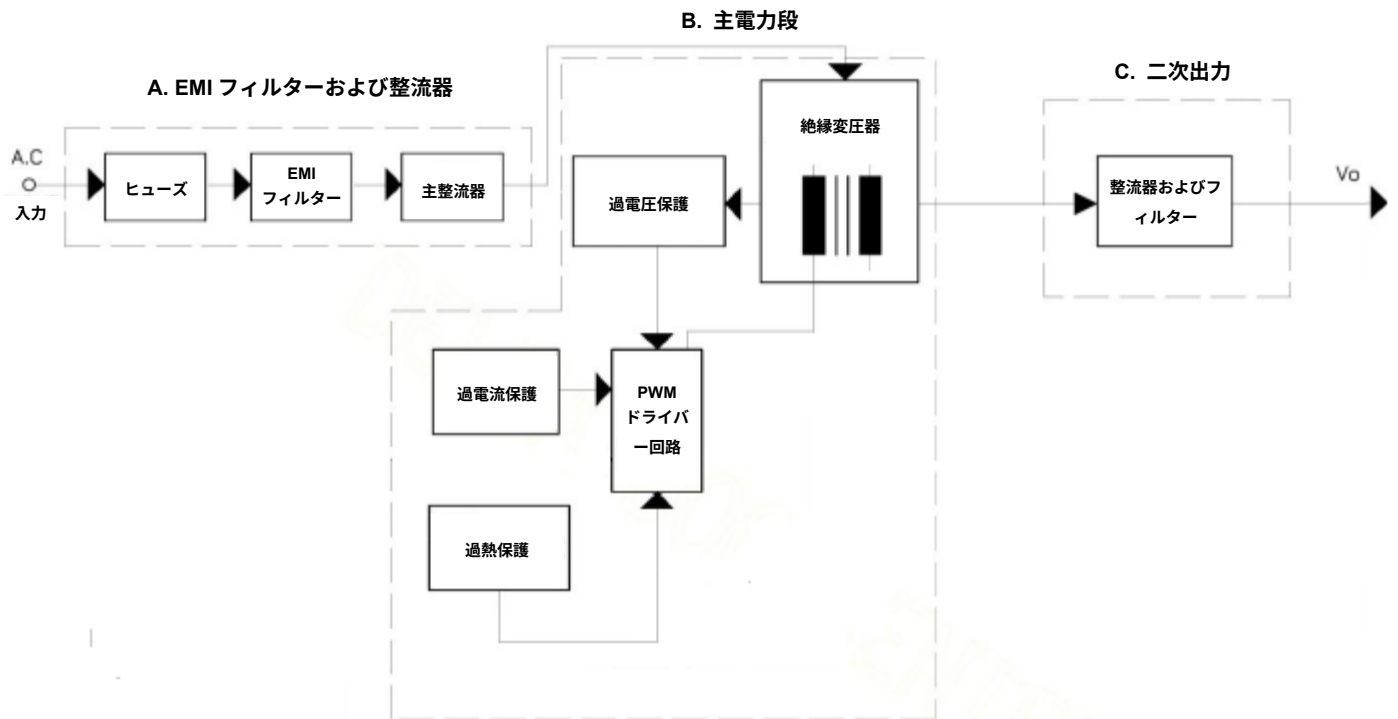 B. 主電力段
A. EMI フィルターおよび整流器
C. 二次出力
A.C
入力
ヒューズ
EMI
フィルター
主整流器
過電圧保護
絶縁変圧器
整流器およびフ
ィルター
Vo
過電流保護
PWM
ドライバ
ー回路
過熱保護